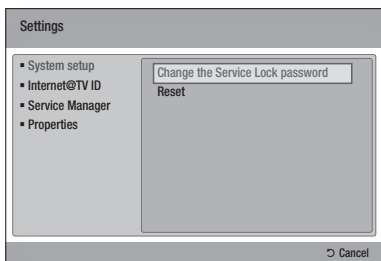 Settings
▪ System setup
▪ Internet@TV ID
▪ Service Manager
▪ Properties
Change the Service Lock password
Reset
⮌ Cancel